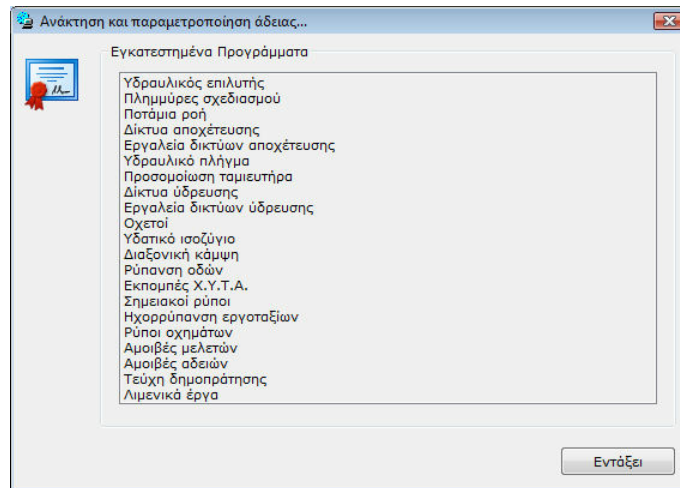 Ανάκτηση και παραμετροποίηση άδειας...
Εγκατεστημένα Προγράμματα
Υδραυλικός επιλυτής
Πλημμύρες σχεδιασμού
Ποτάμια ροή
Δίκτυα αποχέτευσης
Εργαλεία δικτύων αποχέτευσης
Υδραυλικό πλήγμα
Προσομοίωση ταμιευτήρα
Δίκτυα ύδρευσης
Εργαλεία δικτύων ύδρευσης
Οχετοί
Υδατικό ισοζύγιο
Διαξονική κάμψη
Ρύπανση οδών
Εκπομπές Χ.Υ.Τ.Α.
Σημειακοί ρύποι
Ηχορρύπανση εργοταξίων
Ρύποι οχημάτων
Αμοιβές μελετών
Αμοιβές αδειών
Τεύχη δημοπράτησης
Λιμενικά έργα
Εντάξει